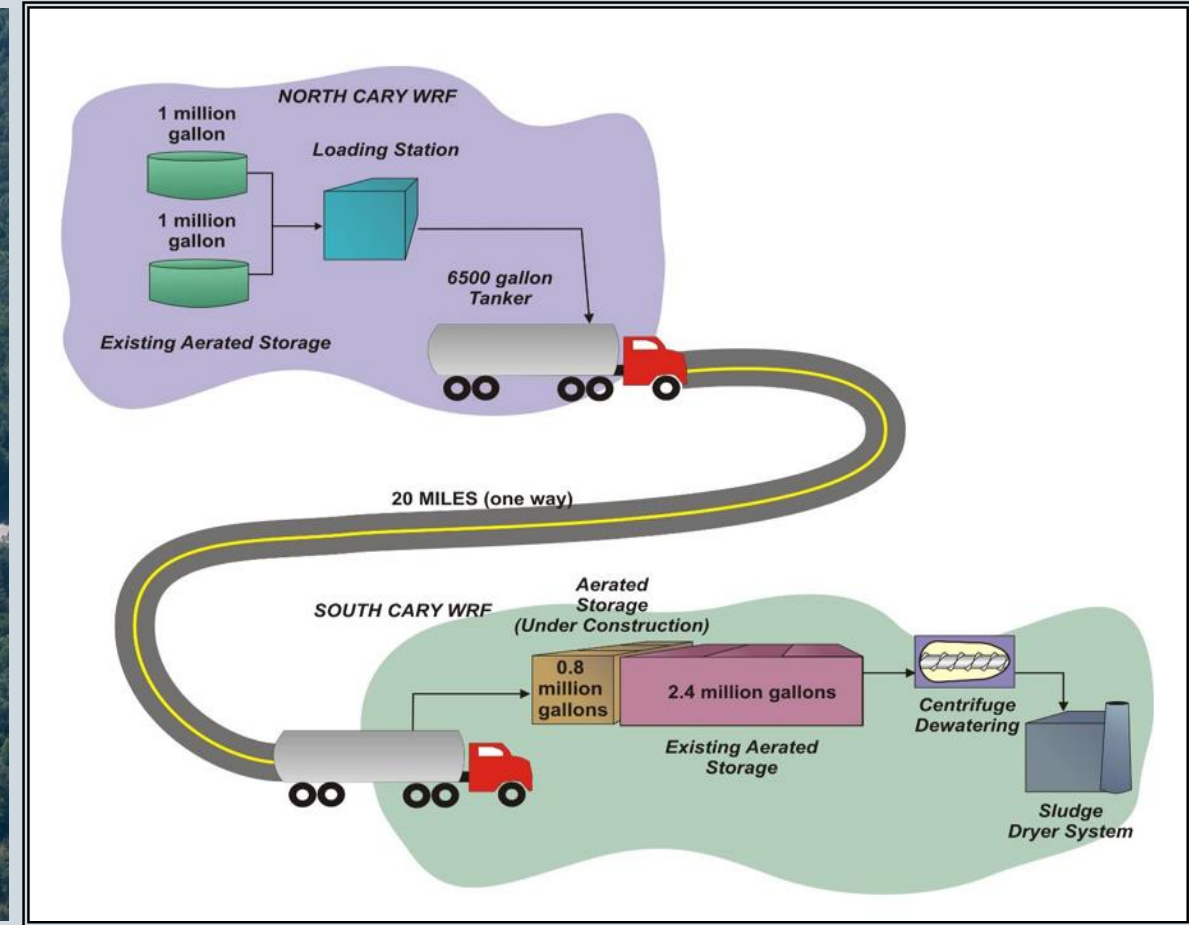 NORTH CARY WRF
1 million
gallon
Loading Station
1 million
gallon
6500 gallon
Tanker
Existing Aerated Storage
20 MILES (one way)
SOUTH CARY WRF
Aerated
Storage
(Under Construction)
0.8
million
gallons
2.4 million gallons
Existing Aerated
Storage
Centrifuge
Dewatering
Sludge
Dryer System